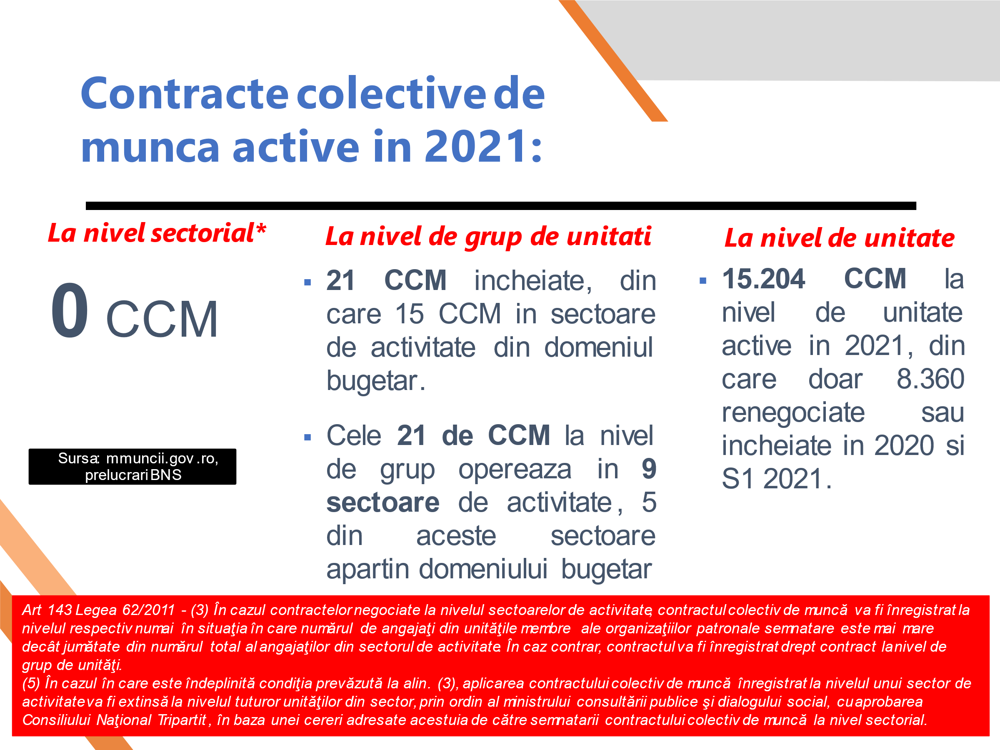 Contracte colective de
munca active in 2021:
La nivel sectorial*
0 CCM
Sursa: mmuncii.gov.ro,
prelucrari BNS
La nivel de grup de unitati
▪ 21 CCM incheiate, din
care 15 CCM in sectoare
de activitate din domeniul
bugetar.
▪ Cele 21 de CCM la nivel
de grup opereaza in 9
sectoare de activitate, 5
din aceste sectoare
apartin domeniului bugetar
La nivel de unitate
▪ 15.204 CCM la
nivel de unitate
active in 2021, din
care doar 8.360
renegociate sau
incheiate in 2020 si
S1 2021.
Art 143 Legea 62/2011 - (3) În cazul contractelor negociate la nivelul sectoarelor de activitate, contractul colectiv de muncă va fi înregistrat la
nivelul respectiv numai în situaţia în care numărul de angajaţi din unităţile membre ale organizaţiilor patronale semnatare este mai mare
decât jumătate din numărul total al angajaţilor din sectorul de activitate. În caz contrar, contractul va fi înregistrat drept contract la nivel de
grup de unităţi.
(5) În cazul în care este îndeplinită condiţia prevăzută la alin. (3), aplicarea contractului colectiv de muncă înregistrat la nivelul unui sector de
activitate va fi extinsă la nivelul tuturor unităţilor din sector, prin ordin al ministrului consultării publice şi dialogului social, cu aprobarea
Consiliului Naţional Tripartit, în baza unei cereri adresate acestuia de către semnatarii contractului colectiv de muncă la nivel sectorial.